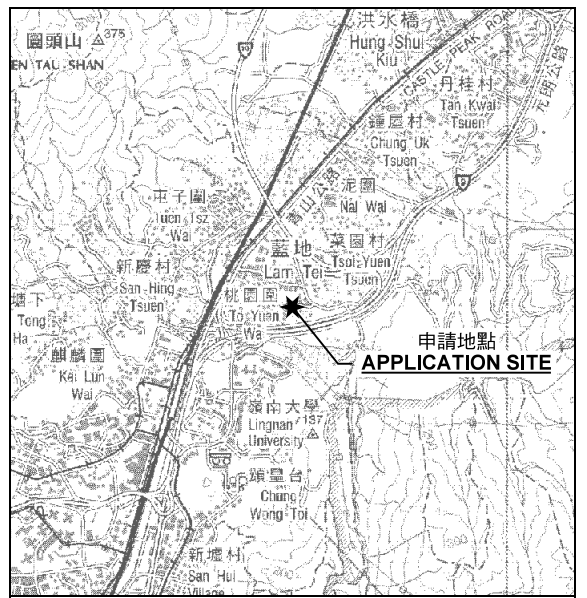 洪水橋
Hung Shui
Kiu
圓頭山 375
EN TAU SHAN
CASTLE PEAK ROAD
丹桂村
Tan Kwai
Tsuen
元朗公路
鍾屋村
Chung Uk
Tsuen
屯子圍
Tuen Tsz
Wai
青山公路
泥圍
Nai Wai
藍地
Lam Tei
菜園村
Tsoi Yuen
Tsuen
新慶村
San Hing
Tsuen
塘下
Tong
Ha
桃園圍
To Yuan
Wai
麒麟圍
Kei Lun
Wai
申請地點
APPLICATION SITE
嶺南大學
Lingnan
University
137
頌皇台
Chung
Wong Toi
新墟村
San Hui
Village